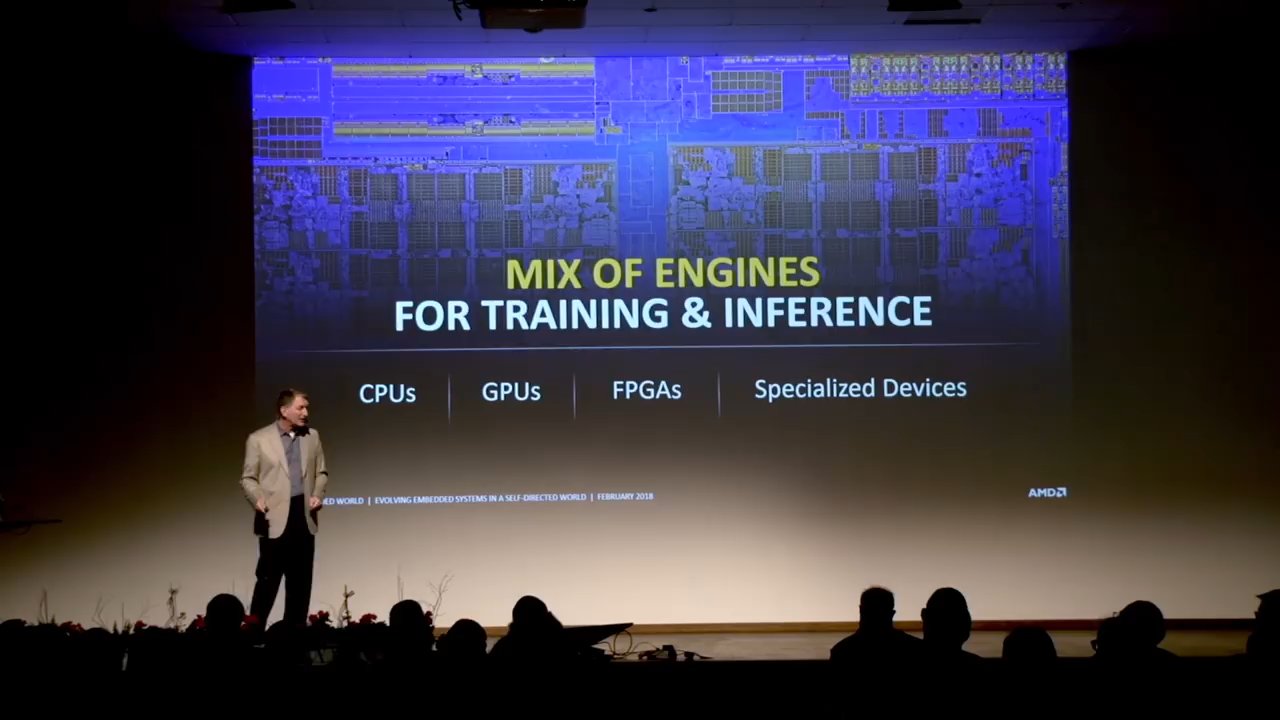 MIX OF ENGINES
FOR TRAINING & INFERENCE
CPUs | GPUs | FPGAs | Specialized Devices
WORLD | EVOLVING EMBEDDED SYSTEMS IN A SELF-DIRECTED WORLD | FEBRUARY 2018
AMD